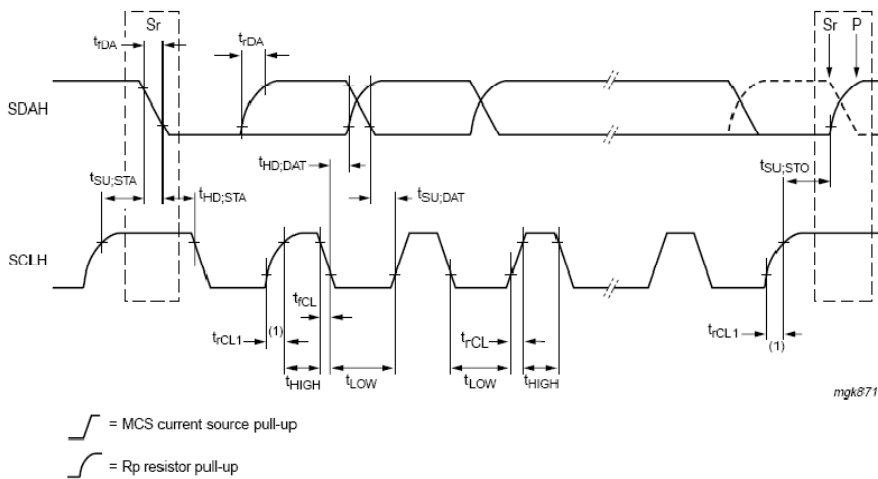 Sr
tfDA
trDA
Sr P
SDAH
tHD;DAT
tSU;STA
tHD;STA
tSU;DAT
tSU;STO
SCLH
tfCL
trCL1 (1)
trCL
trCL1 (1)
tHIGH
tLOW
tLOW
tHIGH
mgk871
= MCS current source pull-up
= Rp resistor pull-up